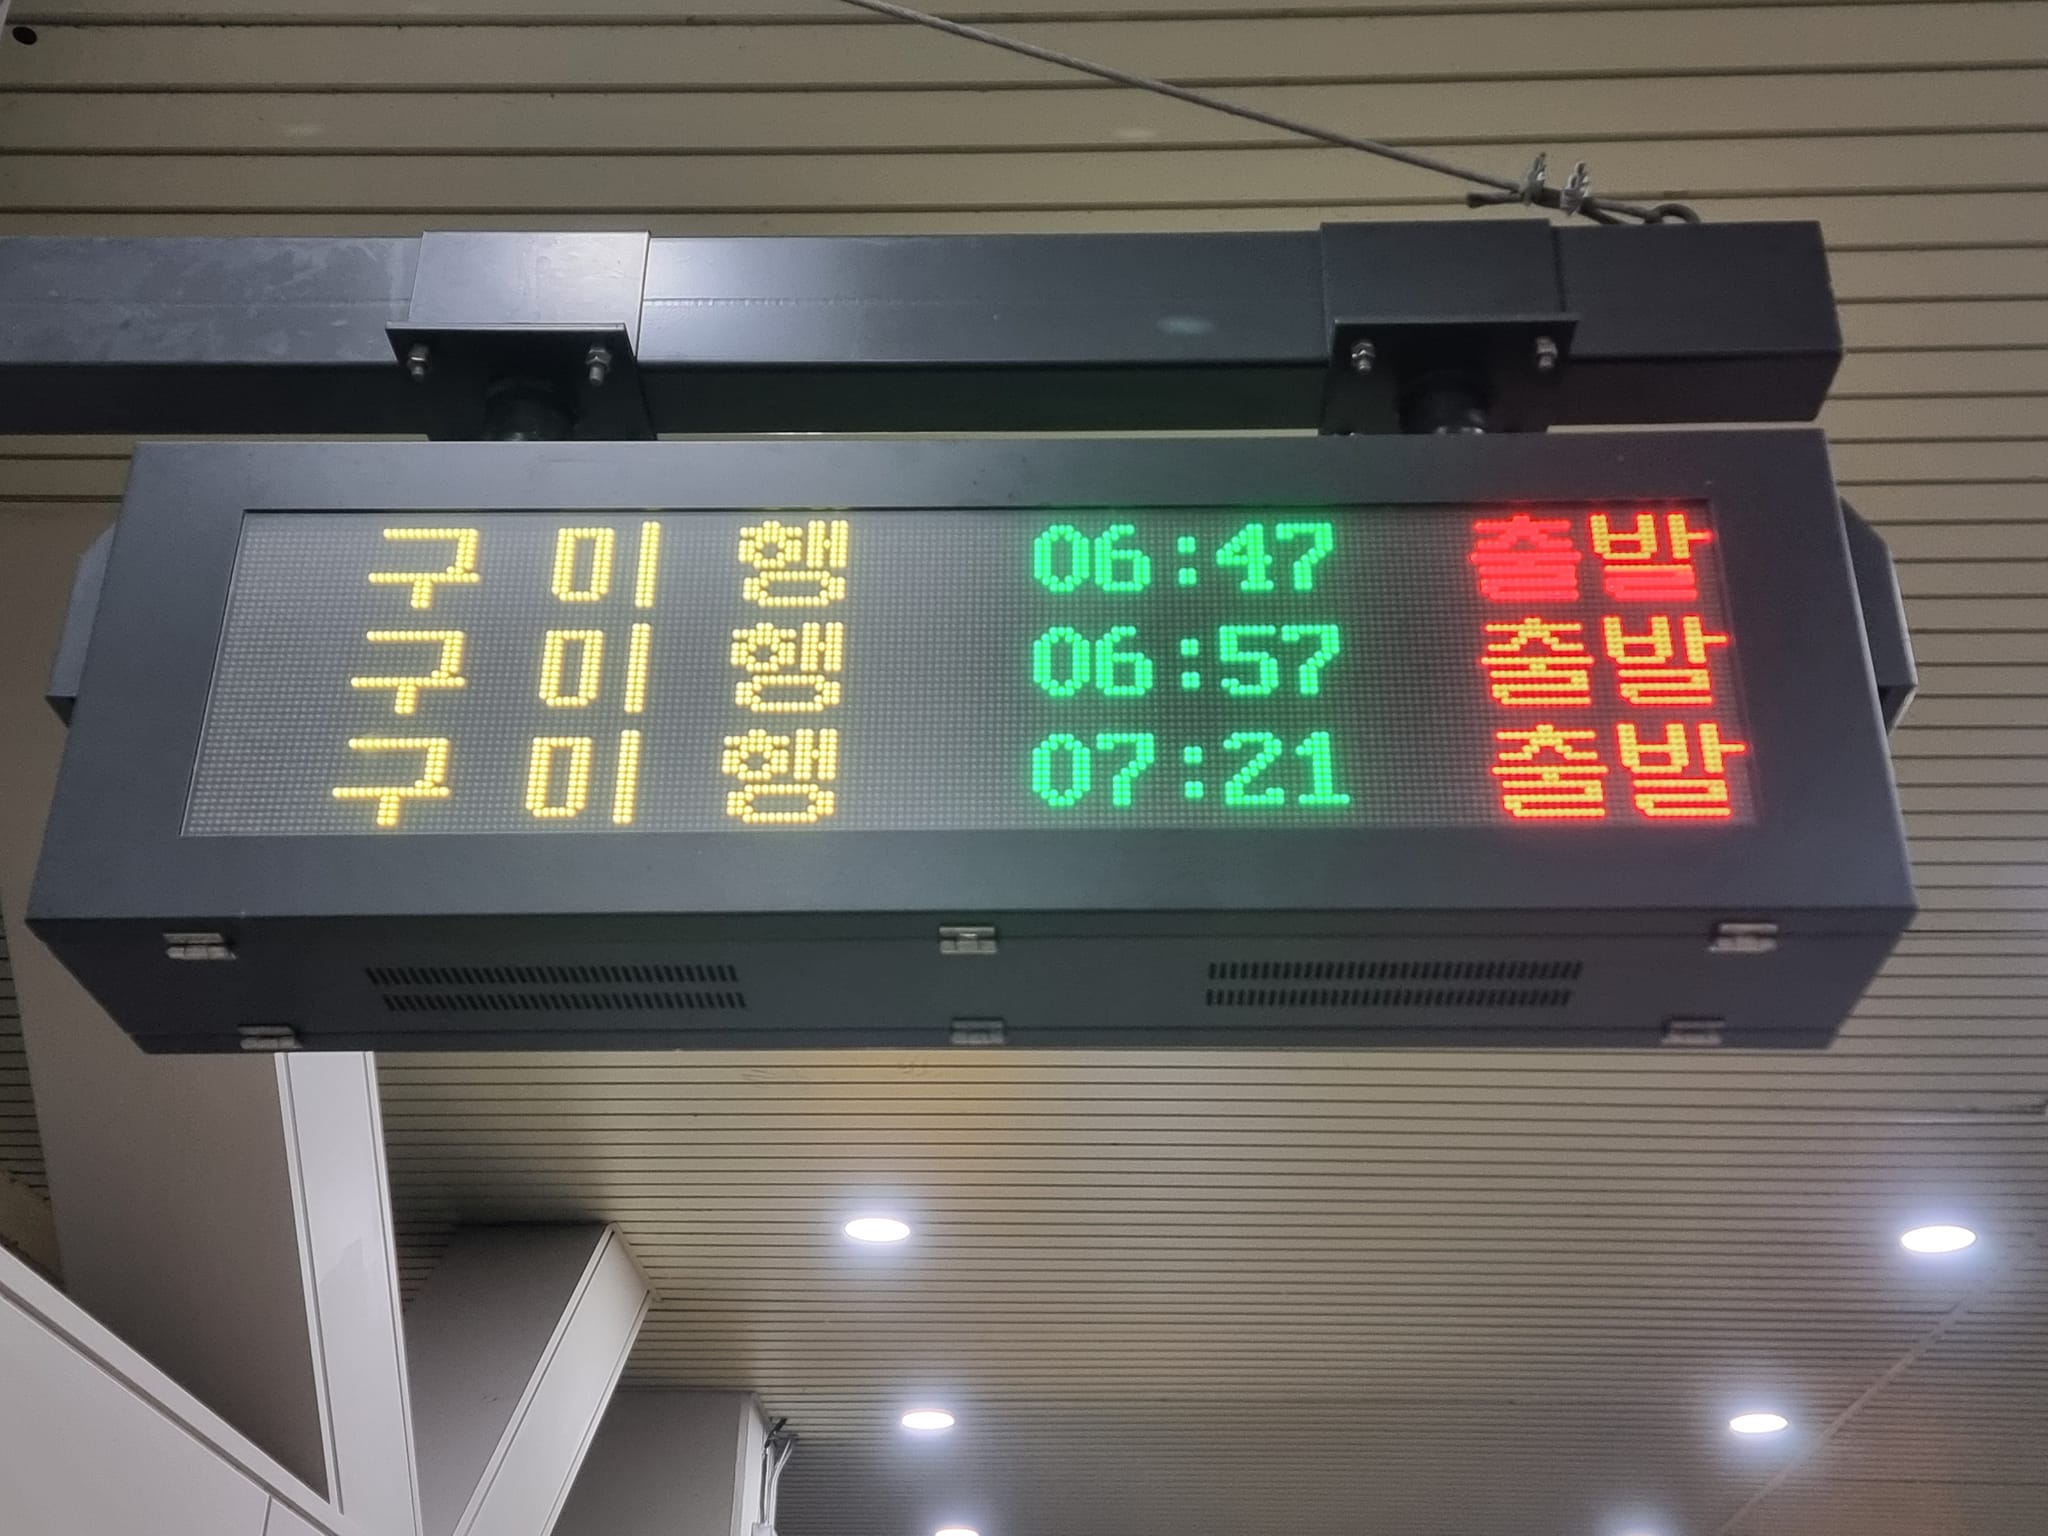 구 미 행 06:47 출발
구 미 행 06:57 출발
구 미 행 07:21 출발